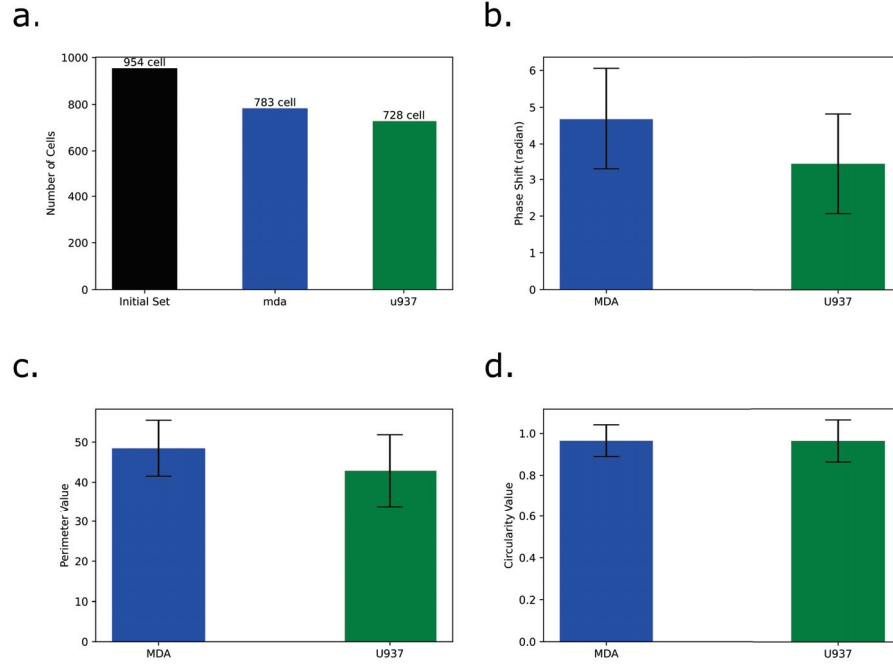 a.
1000
800
600
400
200
0
Number of Cells
954 cell
783 cell
728 cell
Initial Set
mda
u937
b.
6
5
4
3
2
1
0
Phase Shift (radian)
MDA
U937
c.
50
40
30
20
10
0
Perimeter Value
MDA
U937
d.
1.0
0.8
0.6
0.4
0.2
0.0
Circularity Value
MDA
U937